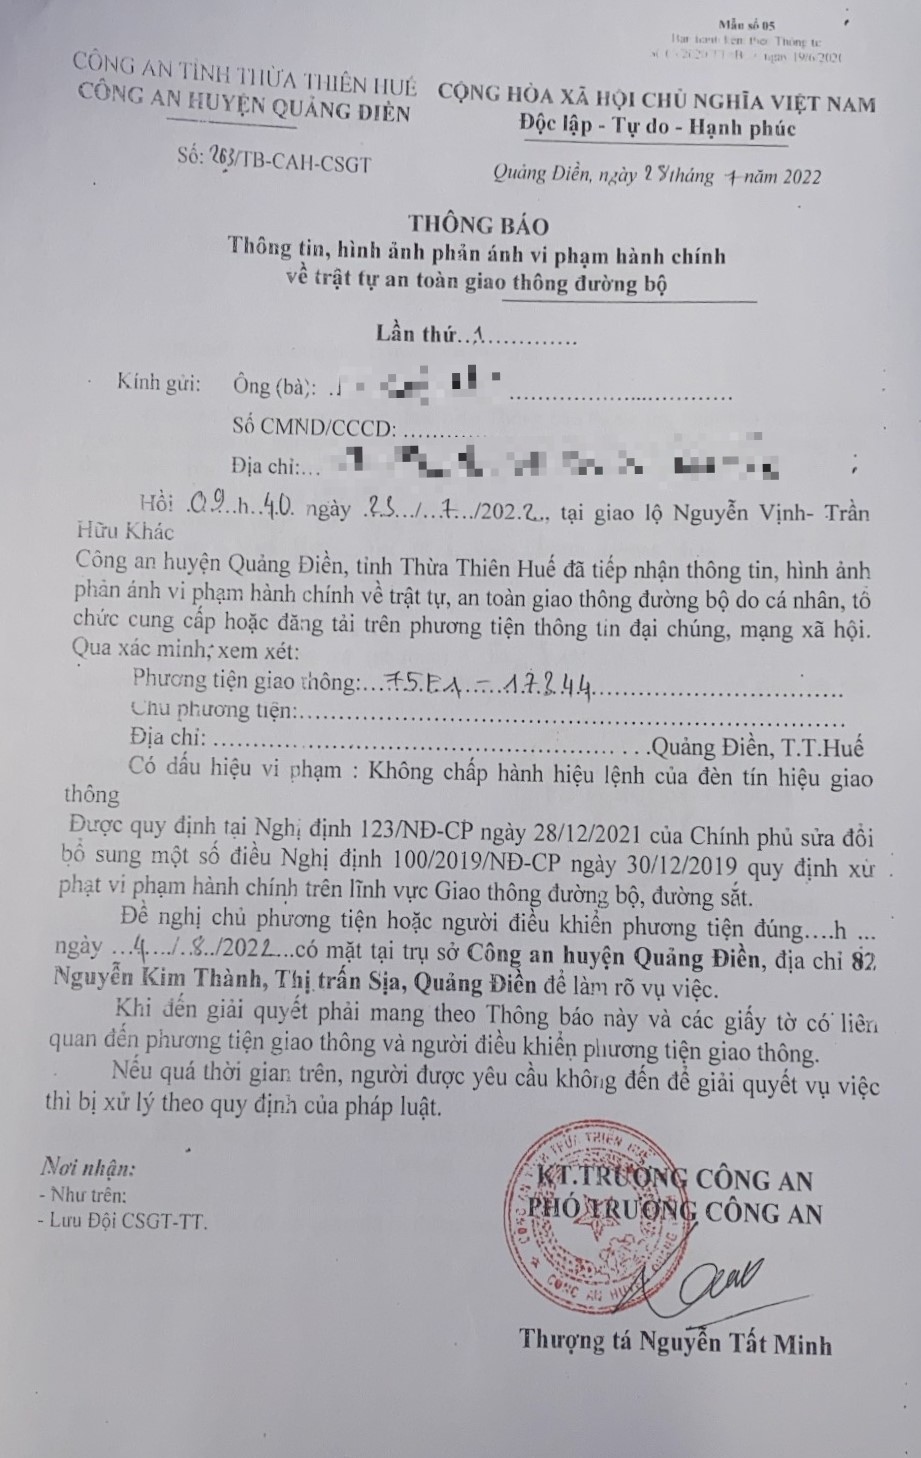 Mẫu số 05
Ban hành kèm theo Thông tư
ngày 19/6/2020
CÔNG AN TỈNH THỪA THIÊN HUẾ
CÔNG AN HUYỆN QUẢNG ĐIỀN
CỘNG HÒA XÃ HỘI CHỦ NGHĨA VIỆT NAM
Độc lập - Tự do - Hạnh phúc
Số: 263/TB-CAH-CSGT
Quảng Điền, ngày 25 tháng 7 năm 2022
THÔNG BÁO
Thông tin, hình ảnh phản ánh vi phạm hành chính
về trật tự an toàn giao thông đường bộ
Lần thứ..1.............
Kính gửi: Ông (bà):
Số CMND/CCCD: ...........
Địa chỉ:...
Hồi .09..h..40. ngày .23.../...7.../202.2.., tại giao lộ Nguyễn Vịnh- Trần
Hữu Khác
Công an huyện Quảng Điền, tỉnh Thừa Thiên Huế đã tiếp nhận thông tin, hình ảnh
phản ánh vi phạm hành chính về trật tự, an toàn giao thông đường bộ do cá nhân, tổ
chức cung cấp hoặc đăng tải trên phương tiện thông tin đại chúng, mạng xã hội.
Qua xác minh, xem xét:
Phương tiện giao thông:...75.E1.-.173.44....................................
Chủ phương tiện:................................................................................
Địa chỉ: ............................................................Quảng Điền, T.T.Huế
Có dấu hiệu vi phạm : Không chấp hành hiệu lệnh của đèn tín hiệu giao
thông
Được quy định tại Nghị định 123/NĐ-CP ngày 28/12/2021 của Chính phủ sửa đổi
bổ sung một số điều Nghị định 100/2019/NĐ-CP ngày 30/12/2019 quy định xử
phạt vi phạm hành chính trên lĩnh vực Giao thông đường bộ, đường sắt.
Đề nghị chủ phương tiện hoặc người điều khiển phương tiện đúng....h ...
ngày ...4.../..8../2022...có mặt tại trụ sở Công an huyện Quảng Điền, địa chỉ 82
Nguyễn Kim Thành, Thị trấn Sịa, Quảng Điền để làm rõ vụ việc.
Khi đến giải quyết phải mang theo Thông báo này và các giấy tờ có liên
quan đến phương tiện giao thông và người điều khiển phương tiện giao thông.
Nếu quá thời gian trên, người được yêu cầu không đến để giải quyết vụ việc
thì bị xử lý theo quy định của pháp luật.
Nơi nhận:
- Như trên:
- Lưu Đội CSGT-TT.
KT.TRƯỞNG CÔNG AN
PHÓ TRƯỞNG CÔNG AN
Thượng tá Nguyễn Tất Minh